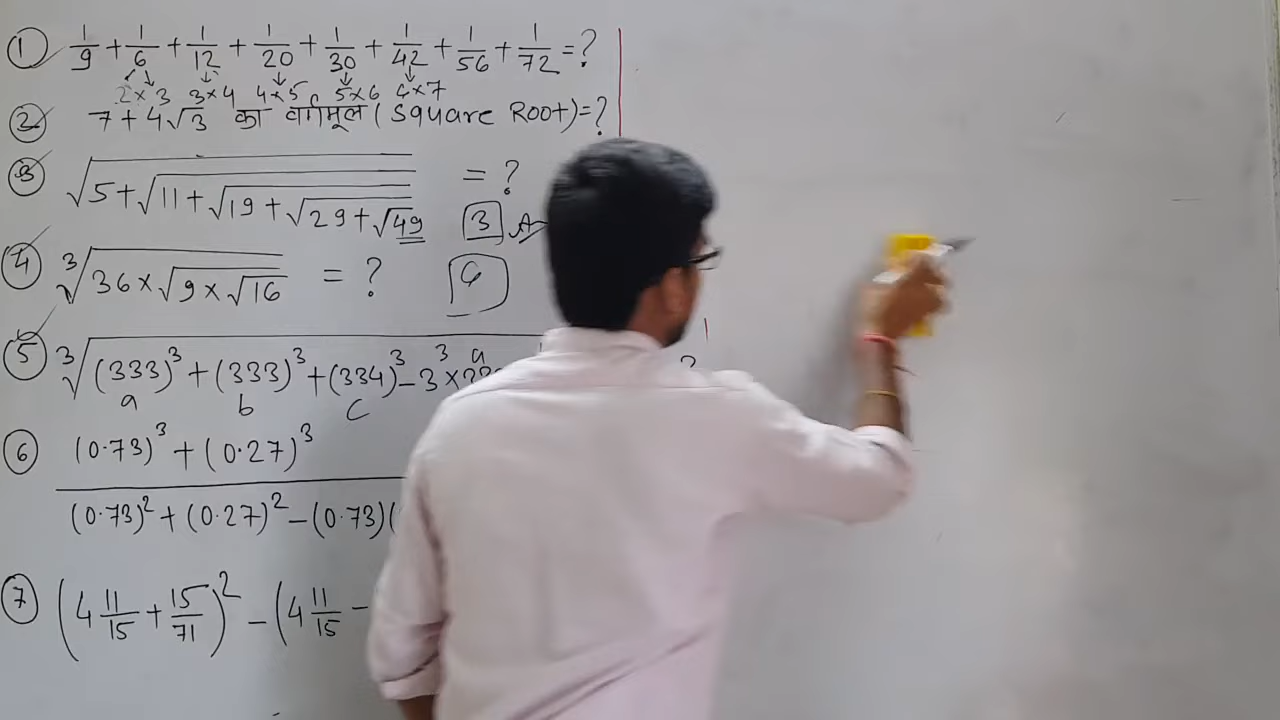 ① 1/9 + 1/6 + 1/12 + 1/20 + 1/30 + 1/42 + 1/56 + 1/72 = ?
2×3 3×4 4×5 5×6 6×7
② 7 + 4√3 का वर्गमूल (Square Root) = ?
③ √(5 + √(11 + √(19 + √(29 + √49)))) = ?
3 A
④ ³√(36 × √(9 × √16)) = ? 6
⑤ ³√((333)³ + (333)³ + (334)³ - 3 ×
a b c 3 a
⑥ (0.73)³ + (0.27)³
(0.73)² + (0.27)² - (0.73)(
⑦ (4 11/15 + 15/71)² - (4 11/15 -